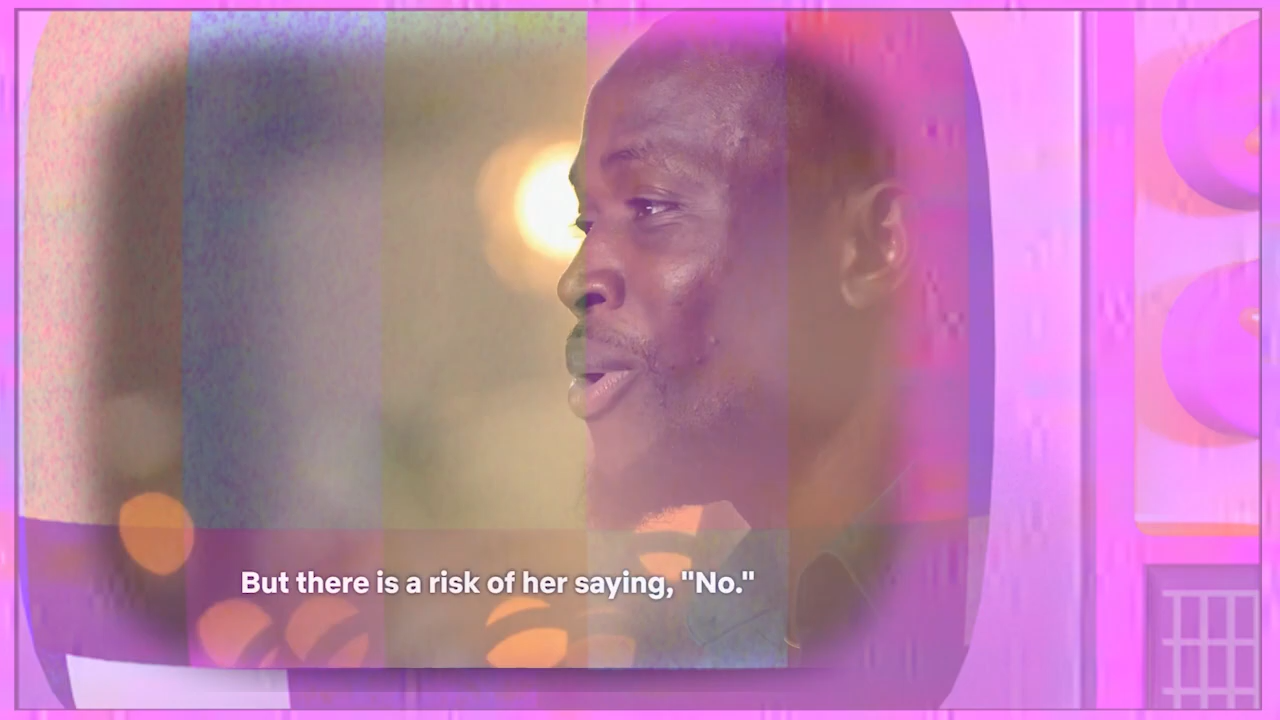 But there is a risk of her saying, "No."